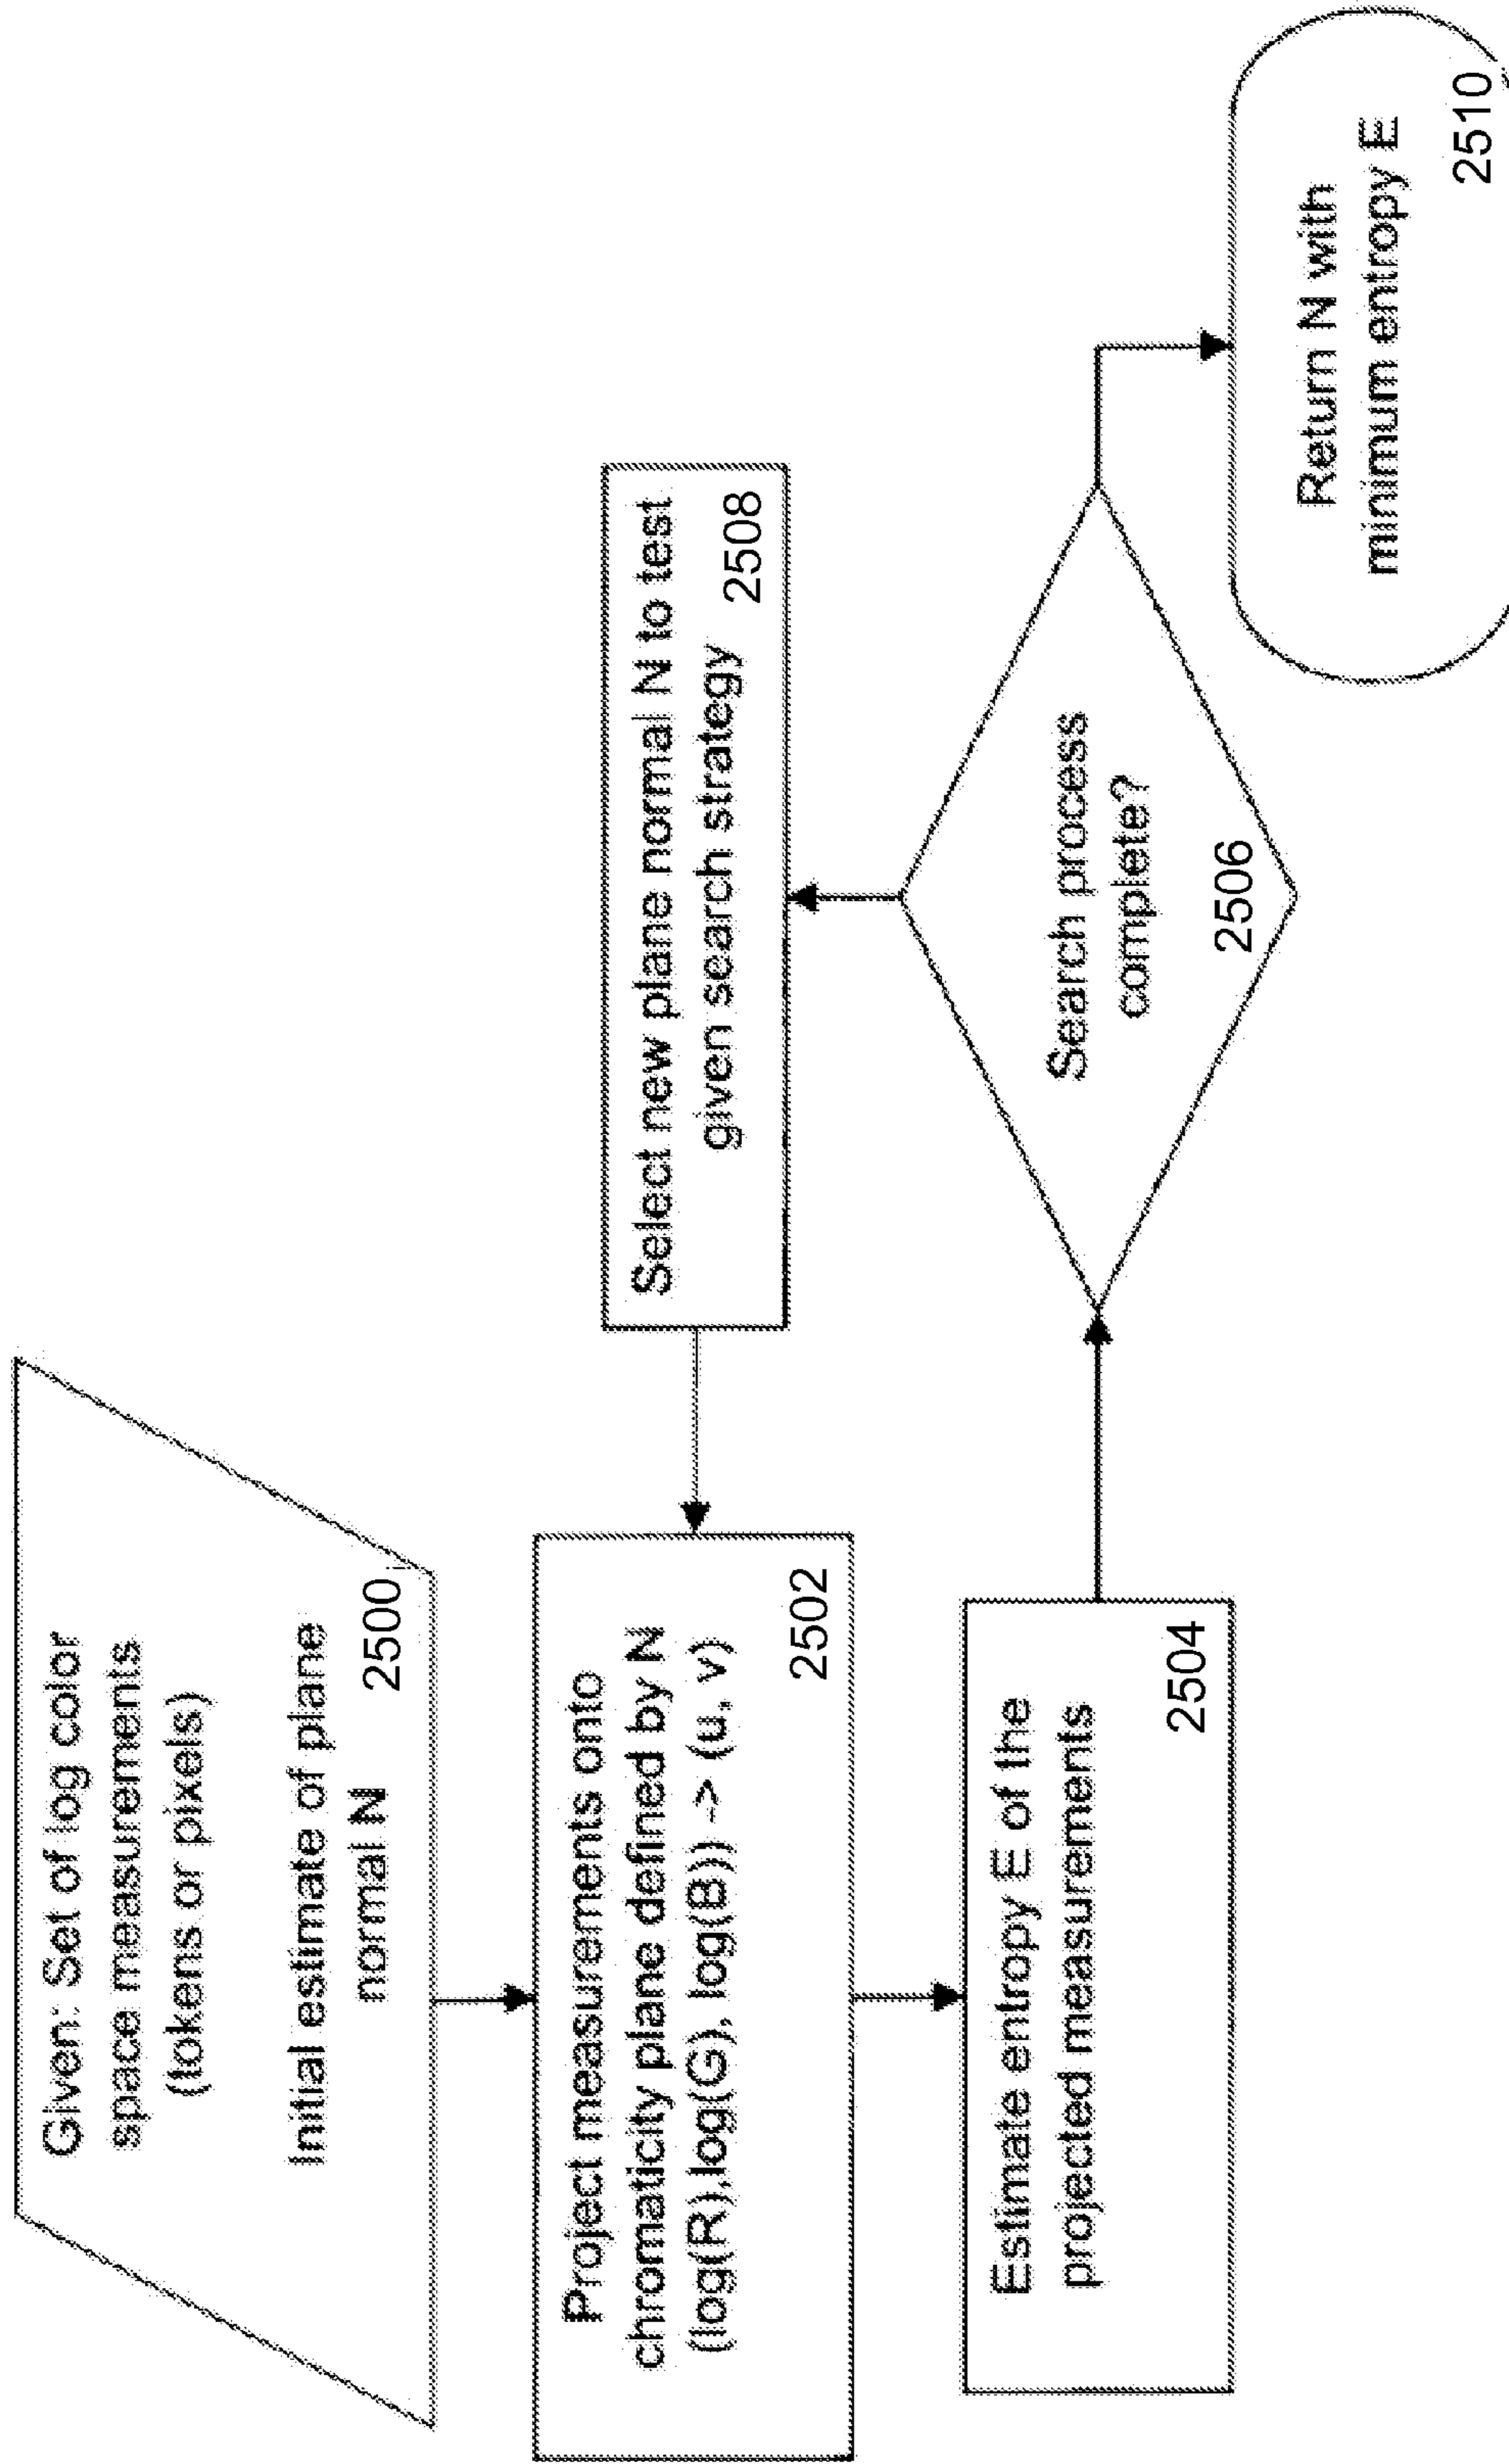 Given: Set of log color
space measurements
(tokens or pixels)
Initial estimate of plane
normal N
2500
Project measurements onto
chromaticity plane defined by N
(log(R),log(G), log(B)) -> (u, v)
2502
Estimate entropy E of the
projected measurements
2504
Search process
complete?
2506
Select new plane normal N to test
given search strategy
2508
Return N with
minimum entropy E
2510